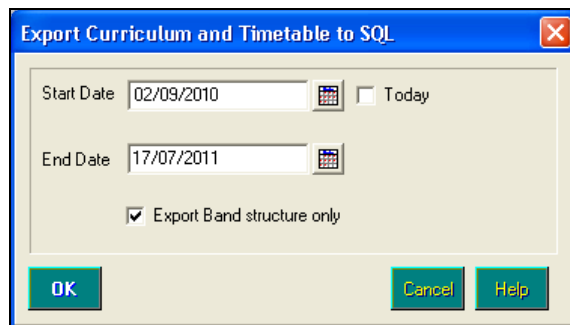 Export Curriculum and Timetable to SQL
Start Date 02/09/2010 Today
End Date 17/07/2011
Export Band structure only
OK Cancel Help